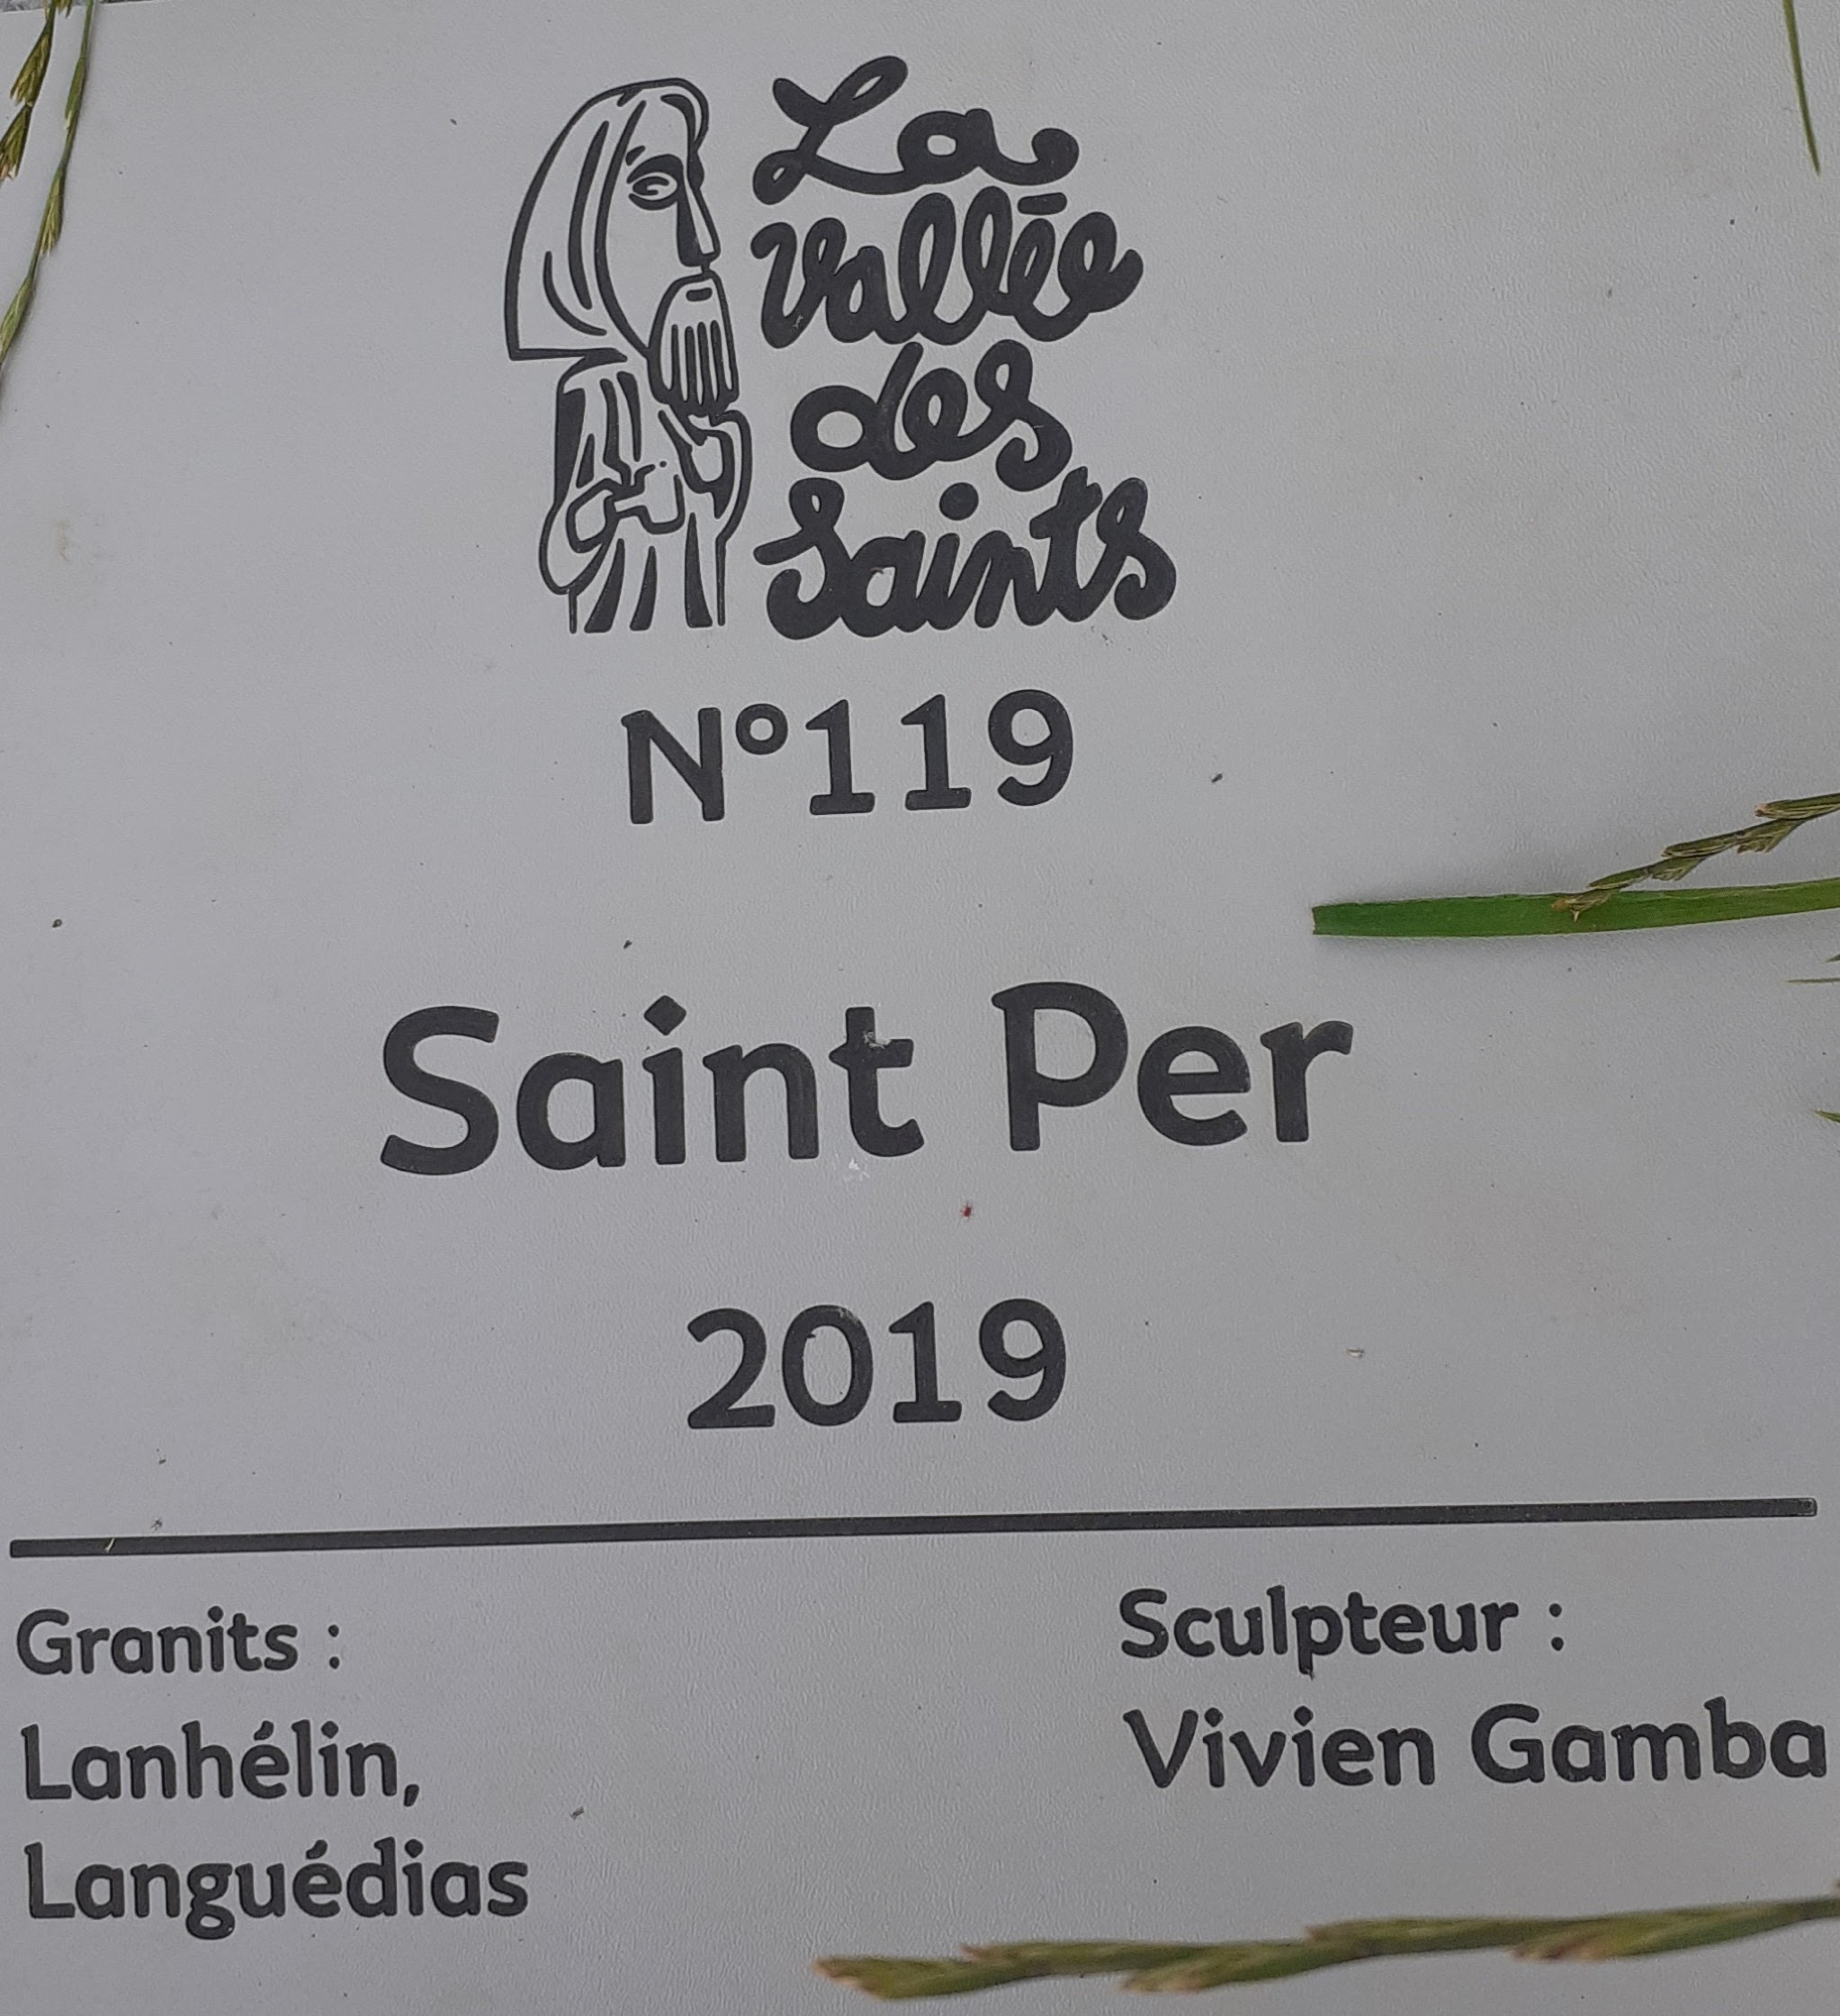 La
vallée
des
Saints
N°119
Saint Per
2019
Granits :
Lanhélin,
Languédias
Sculpteur :
Vivien Gamba